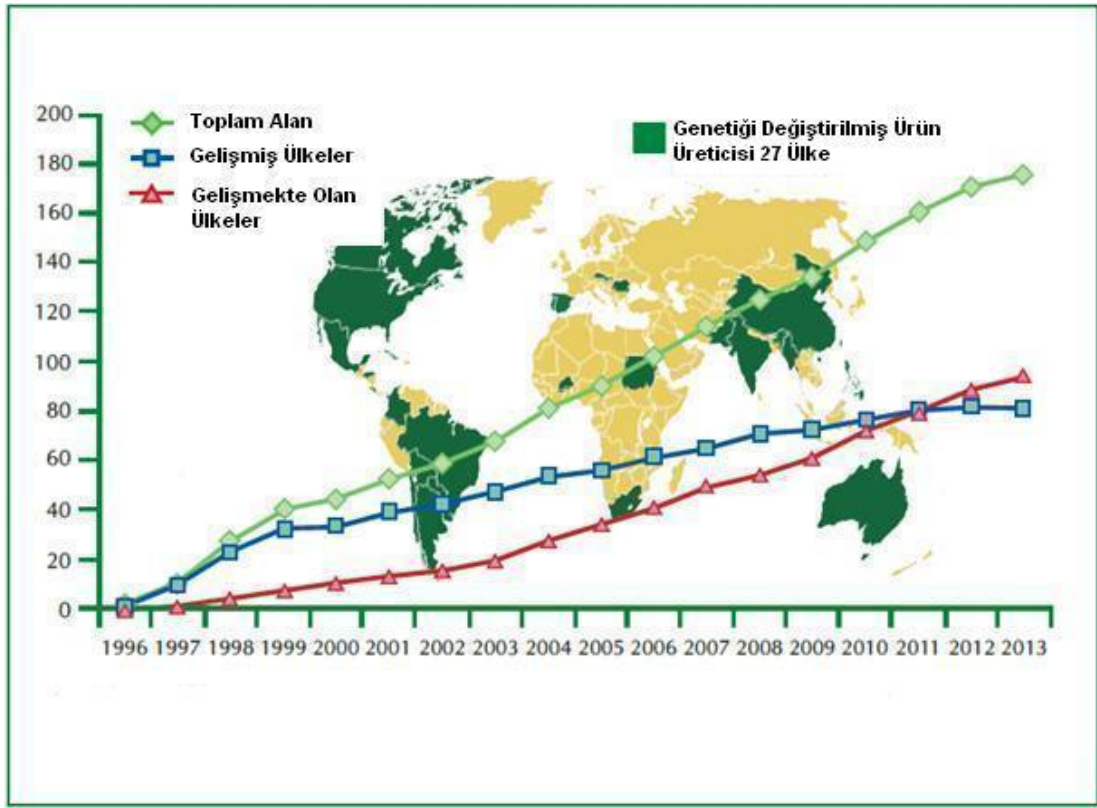 Toplam Alan
Gelişmiş Ülkeler
Gelişmekte Olan
Ülkeler
Genetiği Değiştirilmiş Ürün
Üreticisi 27 Ülke
200
180
160
140
120
100
80
60
40
20
0
1996 1997 1998 1999 2000 2001 2002 2003 2004 2005 2006 2007 2008 2009 2010 2011 2012 2013